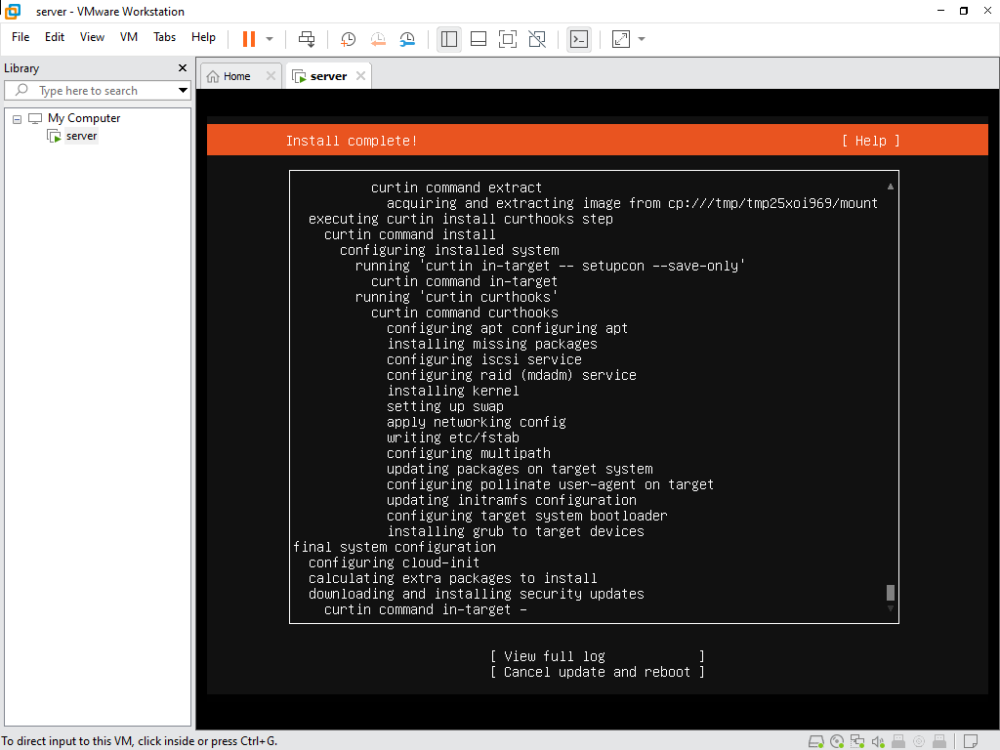 server - VMware Workstation
File Edit View VM Tabs Help
Library
Type here to search
My Computer
server
Home
server
Install complete! [ Help ]
curtin command extract
acquiring and extracting image from cp:///tmp/tmp25xoi969/mount
executing curtin install curthooks step
curtin command install
configuring installed system
running 'curtin in-target -- setupcon --save-only'
curtin command in-target
running 'curtin curthooks'
curtin command curthooks
configuring apt configuring apt
installing missing packages
configuring iscsi service
configuring raid (mdadm) service
installing kernel
setting up swap
apply networking config
writing etc/fstab
configuring multipath
updating packages on target system
configuring pollinate user-agent on target
updating initramfs configuration
configuring target system bootloader
installing grub to target devices
final system configuration
configuring cloud-init
calculating extra packages to install
downloading and installing security updates
curtin command in-target -
[ View full log ]
[ Cancel update and reboot ]
To direct input to this VM, click inside or press Ctrl+G.